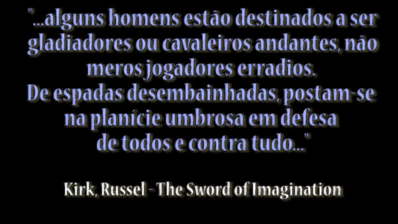 "...alguns homens estão destinados a ser
gladiadores ou cavaleiros andantes, não
meros jogadores erradios.
De espadas desembainhadas, postam-se
na planície umbrosa em defesa
de todos e contra tudo..."
Kirk, Russel - The Sword of Imagination